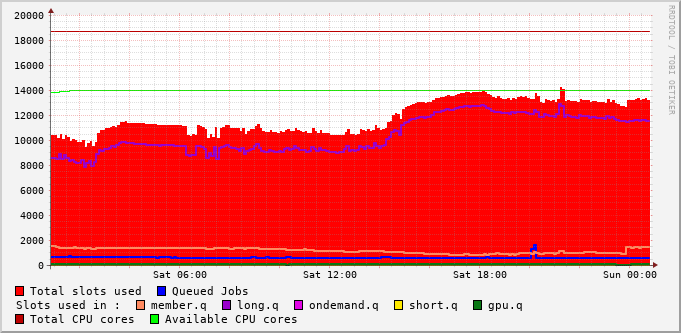 20000
18000
16000
14000
12000
10000
8000
6000
4000
2000
0
Sat 06:00 Sat 12:00 Sat 18:00 Sun 00:00
RRDTOOL / TOBI OETIKER
Total slots used Queued Jobs
Slots used in : member.q long.q ondemand.q short.q gpu.q
Total CPU cores Available CPU cores